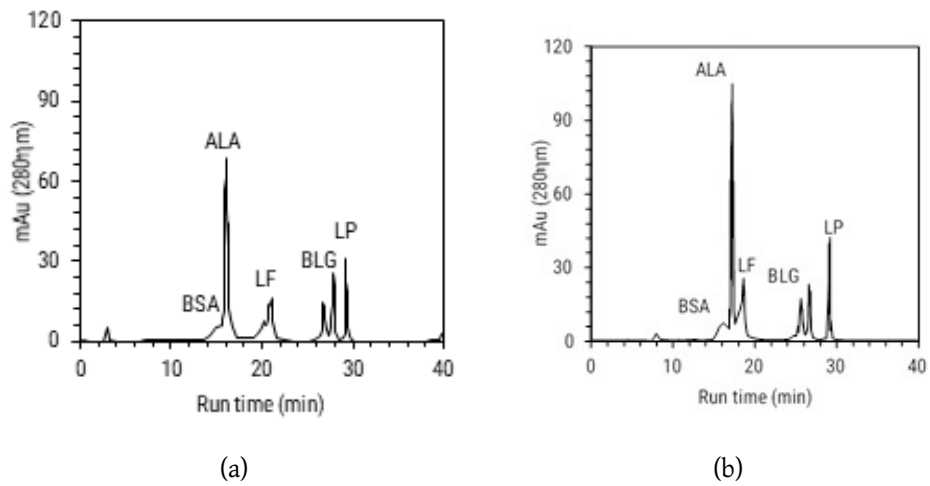 120
90
60
30
0
mAu (280ηm)
ALA
BSA
LF
BLG
LP
0 10 20 30 40
Run time (min)
(a)
120
90
60
30
0
mAu (280ηm)
ALA
BSA
LF
BLG
LP
0 10 20 30 40
Run time (min)
(b)